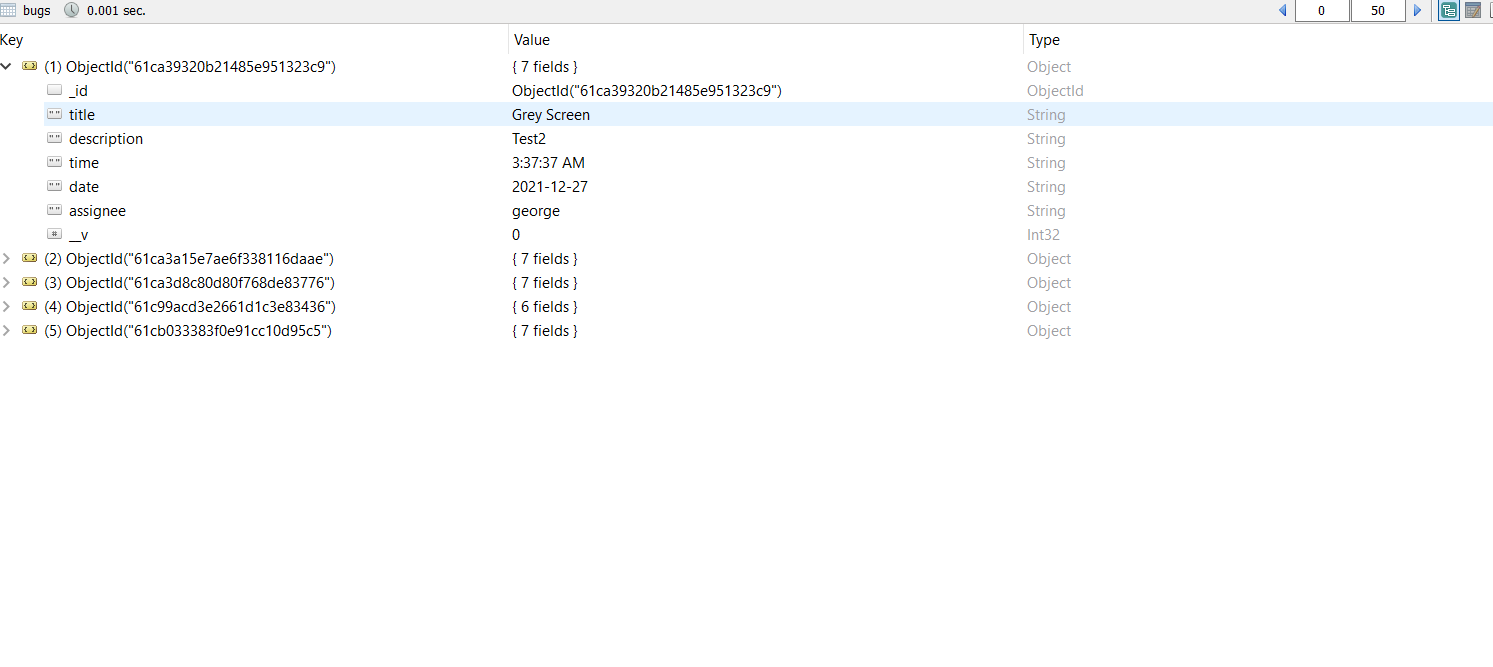 bugs 0.001 sec. 0 50
Key Value Type
(1) ObjectId("61ca39320b21485e951323c9") { 7 fields } Object
_id ObjectId("61ca39320b21485e951323c9") ObjectId
title Grey Screen String
description Test2 String
time 3:37:37 AM String
date 2021-12-27 String
assignee george String
__v 0 Int32
(2) ObjectId("61ca3a15e7ae6f338116daae") { 7 fields } Object
(3) ObjectId("61ca3d8c80d80f768de83776") { 7 fields } Object
(4) ObjectId("61c99acd3e2661d1c3e83436") { 6 fields } Object
(5) ObjectId("61cb033383f0e91cc10d95c5") { 7 fields } Object